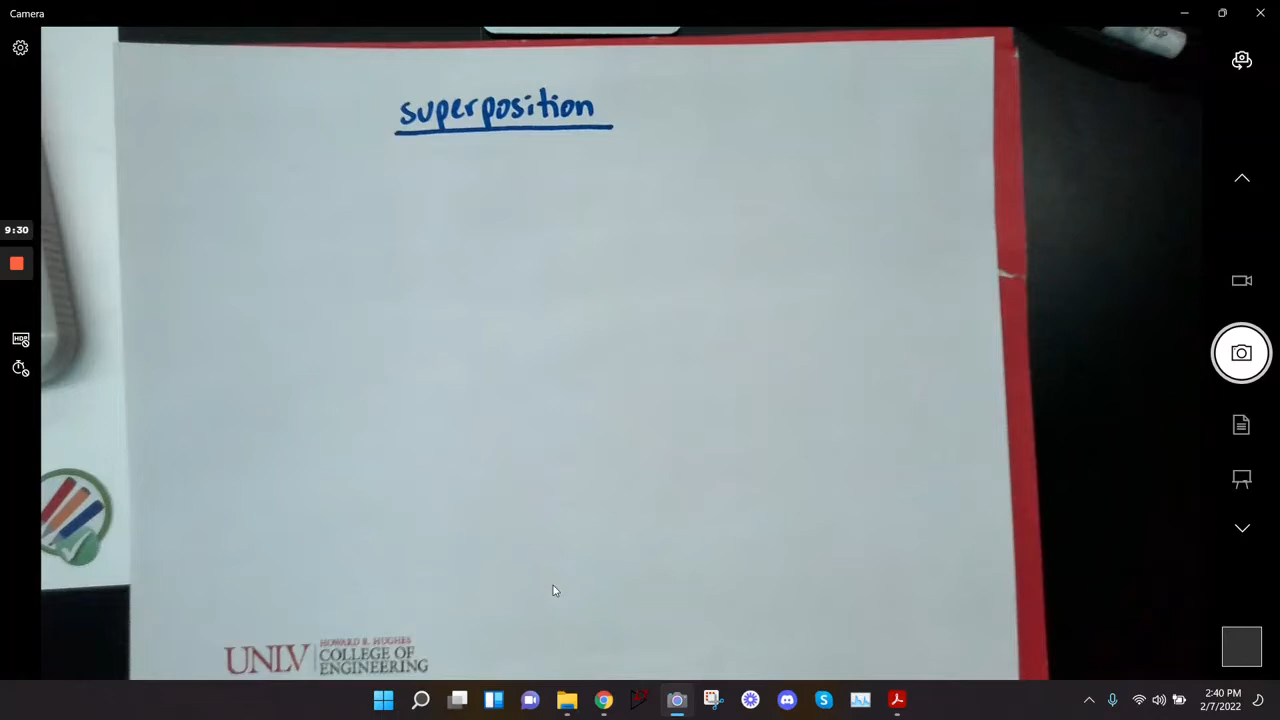 Camera
superposition
9:30
UNLV
HOWARD R. HUGHES
COLLEGE OF
ENGINEERING
2:40 PM
2/7/2022